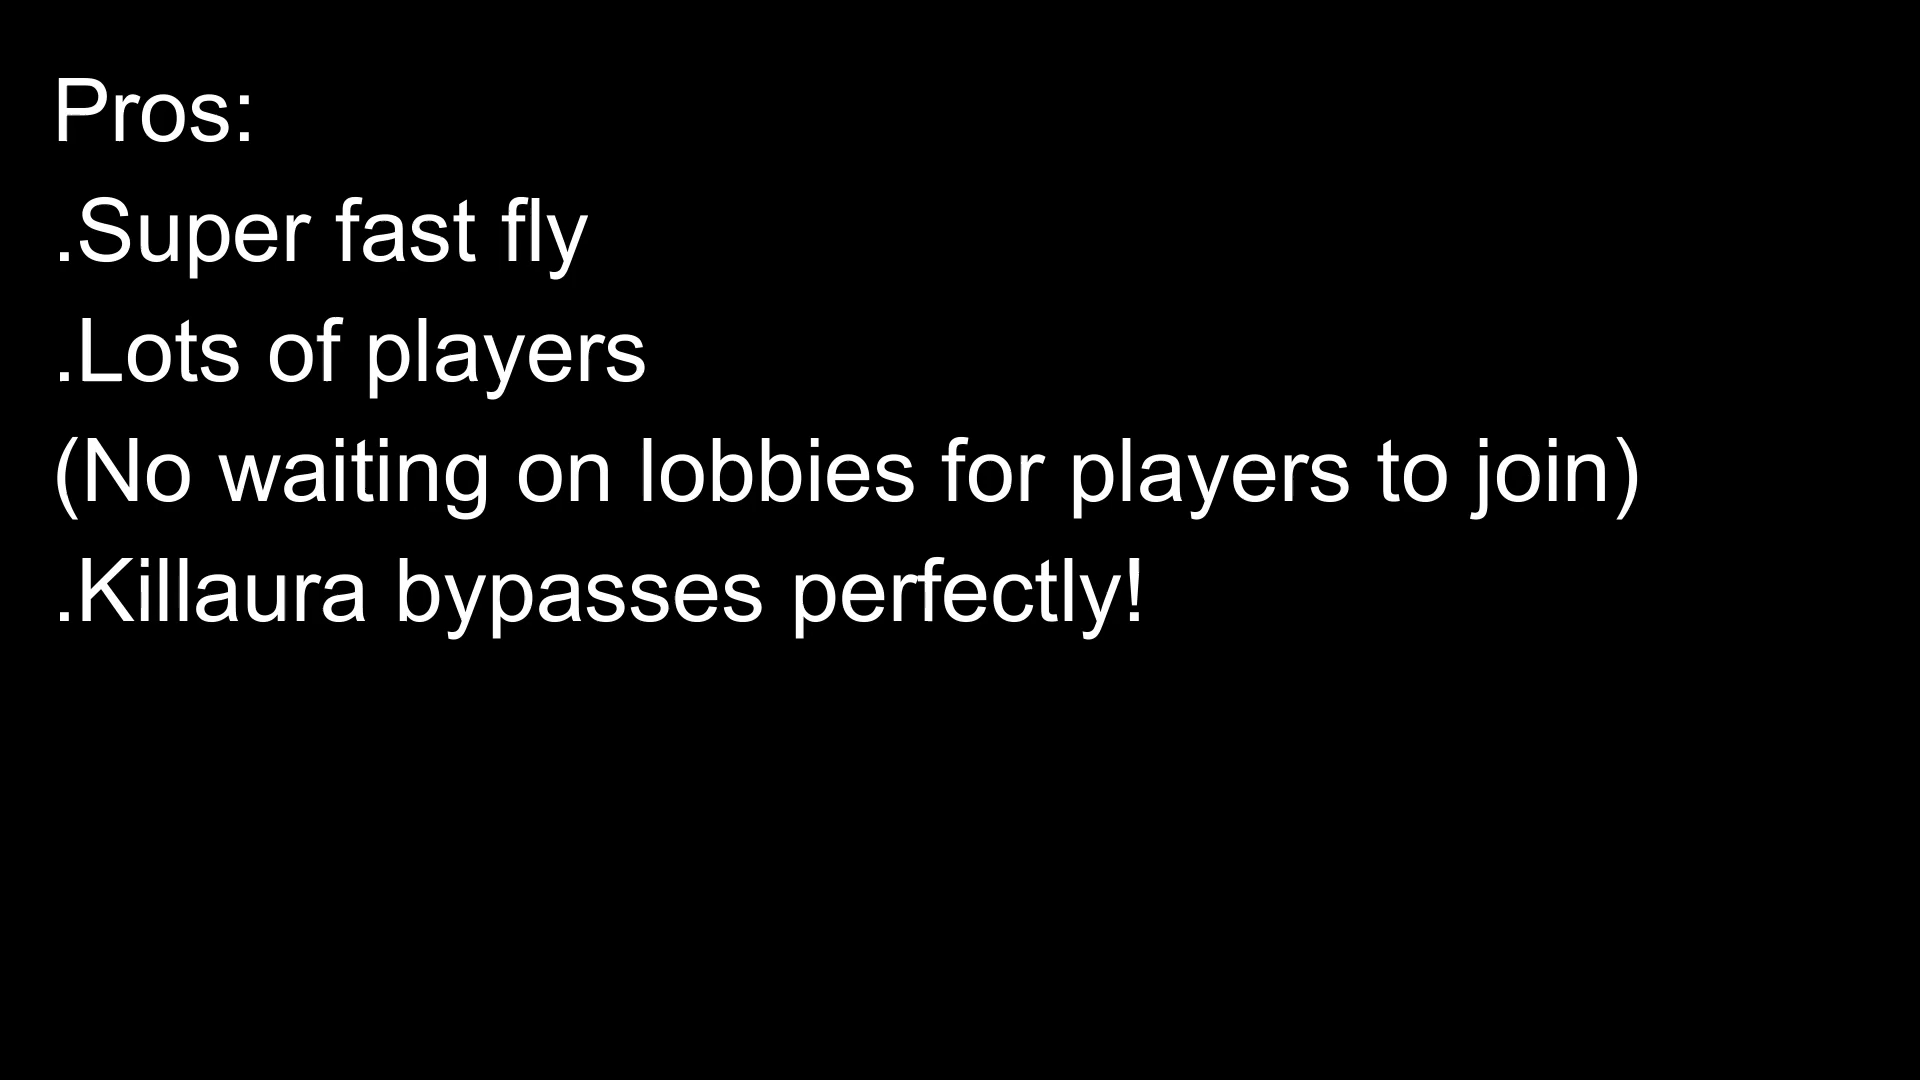 Pros:
.Super fast fly
.Lots of players
(No waiting on lobbies for players to join)
.Killaura bypasses perfectly!